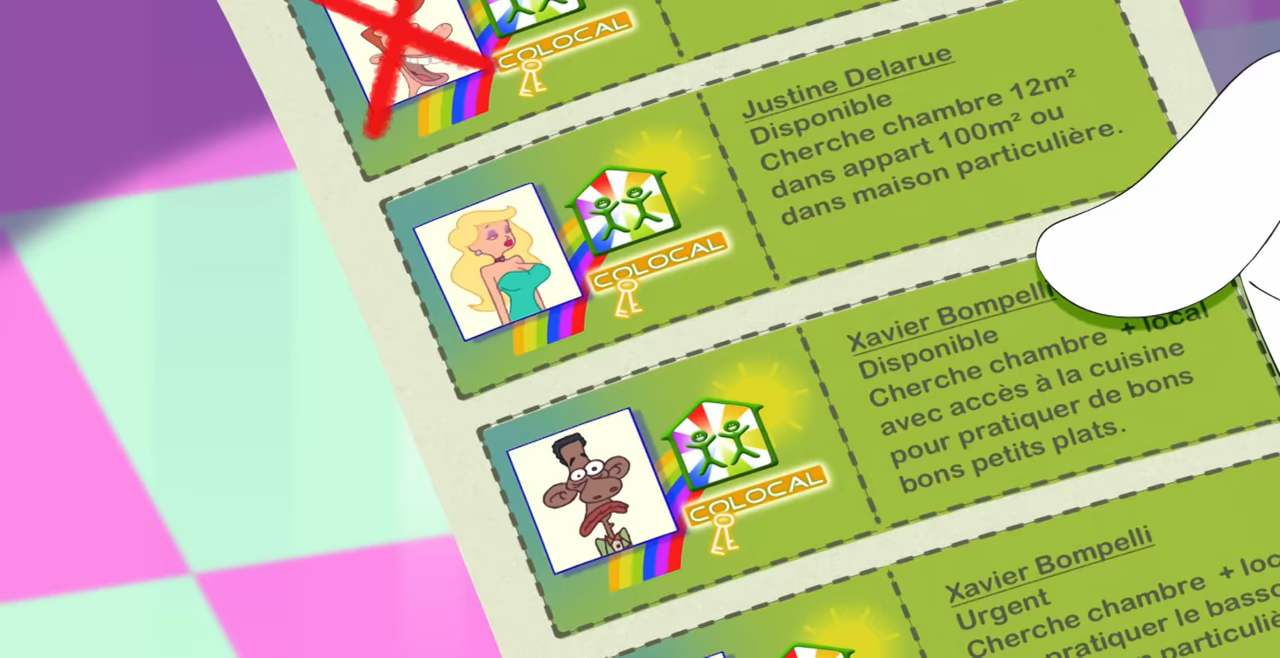 COLOCAL
Justine Delarue
Disponible
Cherche chambre 12m²
dans appart 100m² ou
dans maison particulière.
COLOCAL
Xavier Bompelli
Disponible
Cherche chambre + local
avec accès à la cuisine
pour pratiquer de bons
bons petits plats.
COLOCAL
Xavier Bompelli
Urgent
Cherche chambre + loc
pratiquer le basso
particuliè